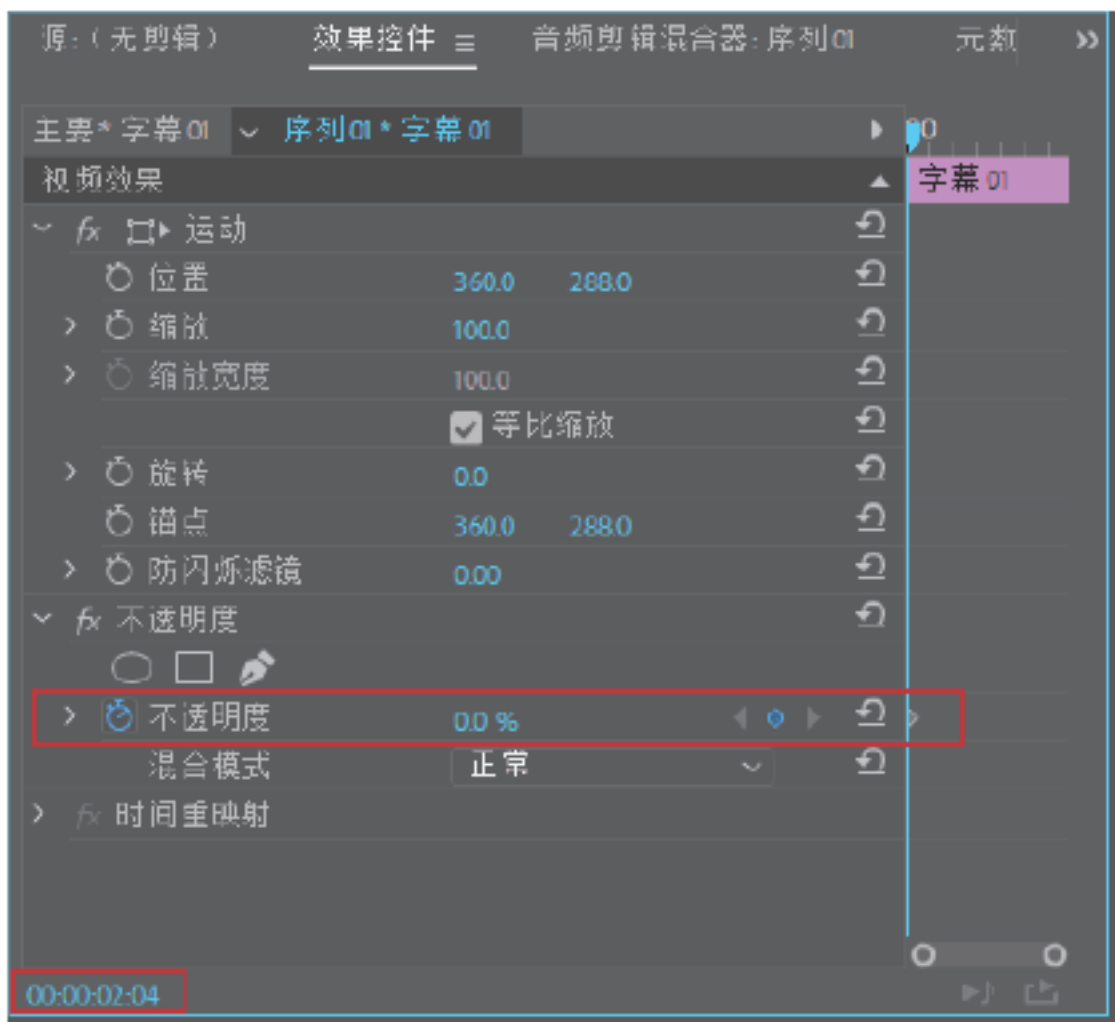 源:（无剪辑） 效果控件 音频剪辑混合器: 序列01 元数
主要*字幕01 序列01*字幕01
视频效果 字幕01
fx 运动
位置 360.0 288.0
缩放 100.0
缩放宽度 100.0
等比缩放
旋转 0.0
锚点 360.0 288.0
防闪烁滤镜 0.00
fx 不透明度
不透明度 0.0 %
混合模式 正常
fx 时间重映射
00:00:02:04